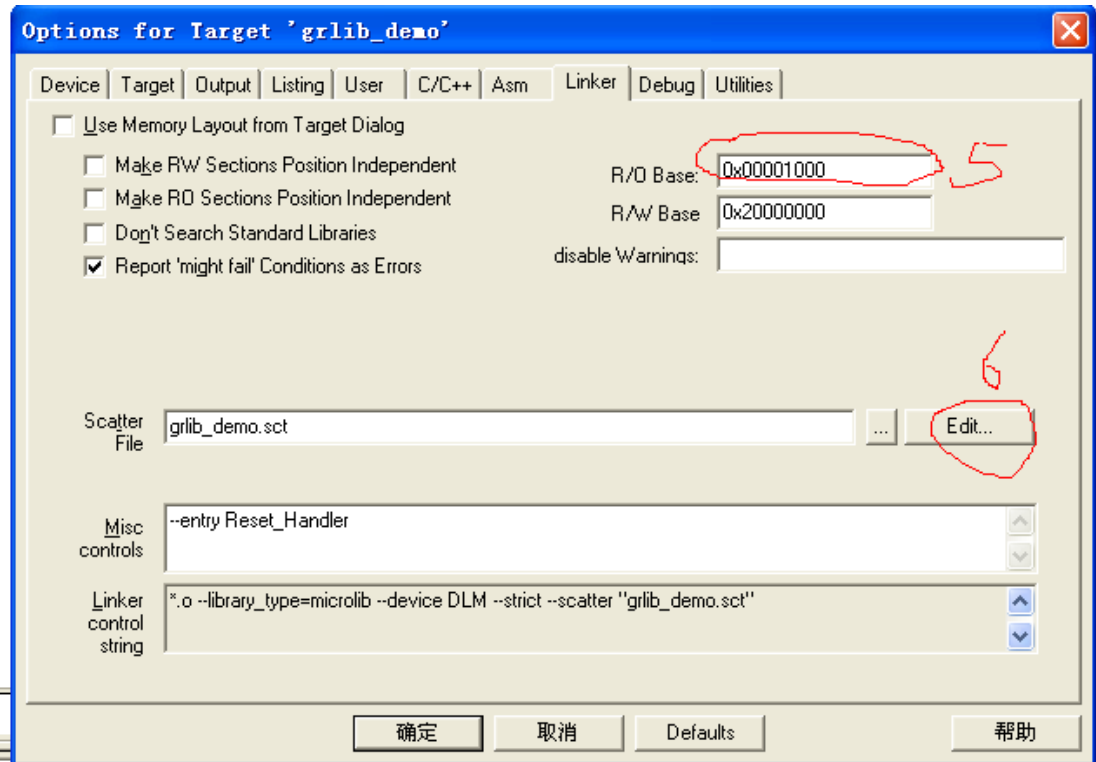 Options for Target 'grlib_demo'
Device Target Output Listing User C/C++ Asm Linker Debug Utilities
Use Memory Layout from Target Dialog
Make RW Sections Position Independent
R/O Base: 0x00001000 5
Make RO Sections Position Independent
R/W Base 0x20000000
Don't Search Standard Libraries
disable Warnings:
Report 'might fail' Conditions as Errors
6
Scatter File grlib_demo.sct ... Edit...
Misc controls --entry Reset_Handler
Linker control string *.o --library_type=microlib --device DLM --strict --scatter "grlib_demo.sct"
确定 取消 Defaults 帮助